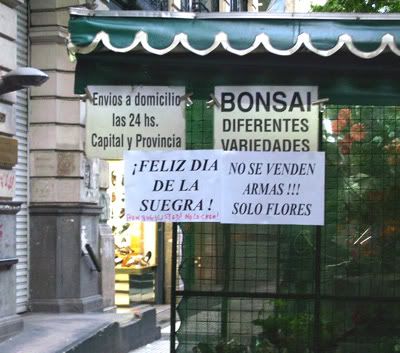 Envios a domicilio
las 24 hs.
Capital y Provincia
BONSAI
DIFERENTES
VARIEDADES
¡FELIZ DIA
DE LA
SUEGRA!
NO SE VENDEN
ARMAS !!!
SOLO FLORES